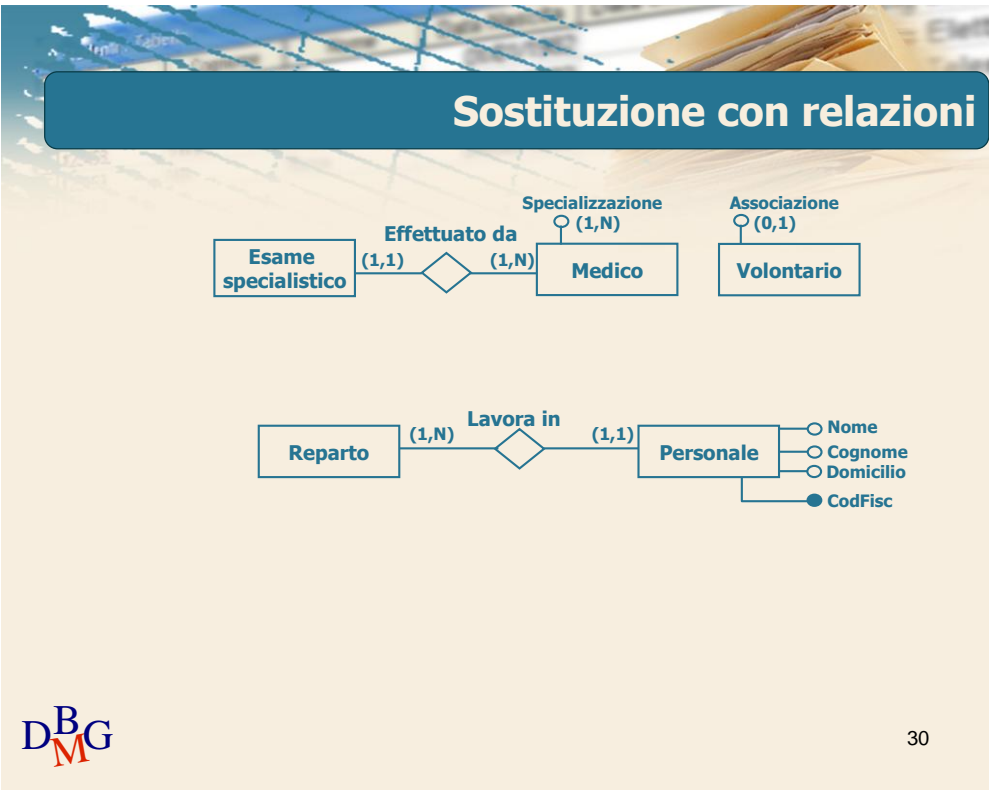 Sostituzione con relazioni
Specializzazione
(1,N)
Associazione
(0,1)
Effettuato da
Esame
specialistico
(1,1)
(1,N)
Medico
Volontario
Lavora in
Reparto
(1,N)
(1,1)
Personale
Nome
Cognome
Domicilio
CodFisc
DBMG
30